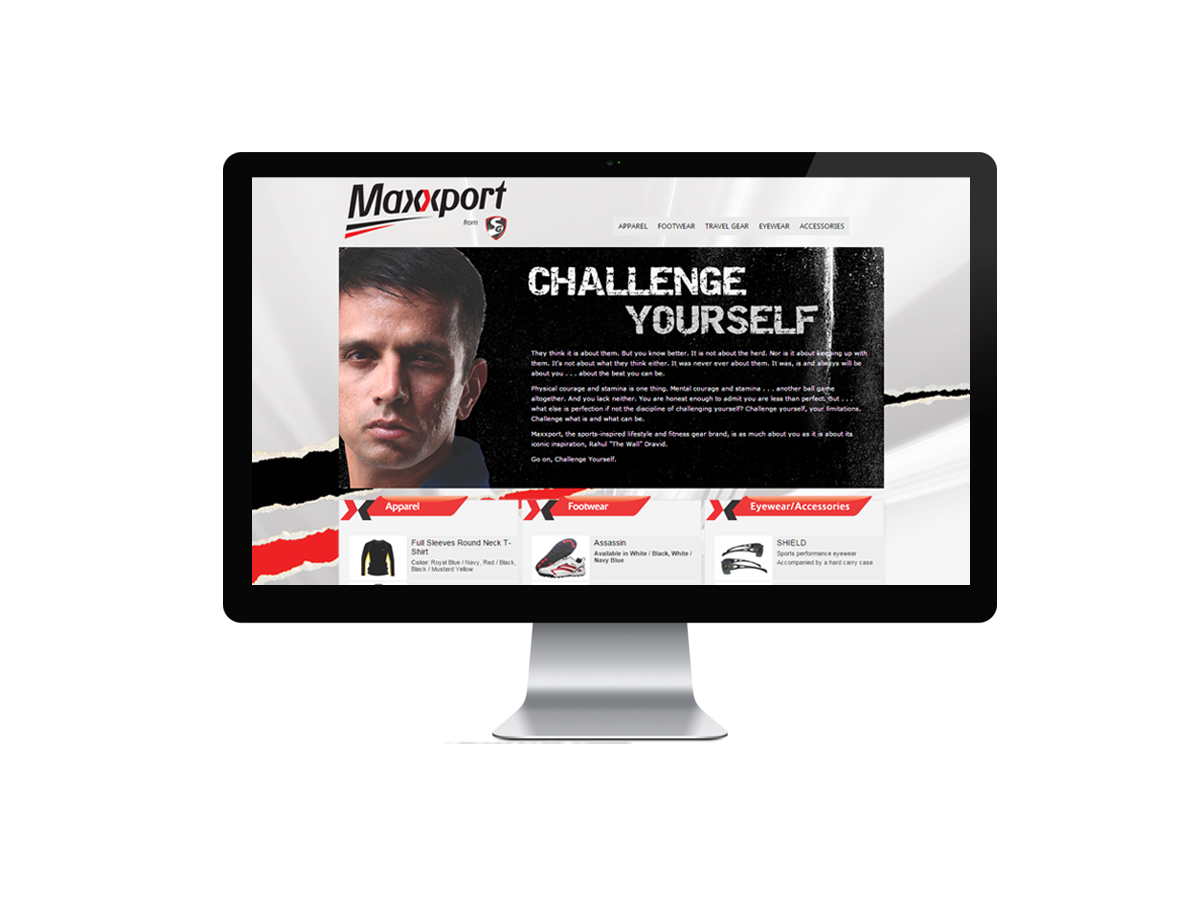 Maxxport
from SG
APPAREL FOOTWEAR TRAVEL GEAR EYEWEAR ACCESSORIES
CHALLENGE
YOURSELF
They think it is about them. But you know better. It is not about the herd. Nor is it about keeping up with
them. It's not about what they think either. It was never ever about them. It was, is and always will be
about you . . . about the best you can be.
Physical courage and stamina is one thing. Mental courage and stamina . . . another ball game
altogether. And you lack neither. You are honest enough to admit you are less than perfect. But . . .
what else is perfection if not the discipline of challenging yourself? Challenge yourself, your limitations.
Challenge what is and what can be.
Maxxport, the sports-inspired lifestyle and fitness gear brand, is as much about you as it is about its
iconic inspiration, Rahul "The Wall" Dravid.
Go on, Challenge Yourself.
Apparel
Full Sleeves Round Neck T-
Shirt
Color: Royal Blue / Navy, Red / Black,
Black / Mustard Yellow
Footwear
Assassin
Available in White / Black, White /
Navy Blue
Eyewear/Accessories
SHIELD
Sports performance eyewear
Accompanied by a hard carry case